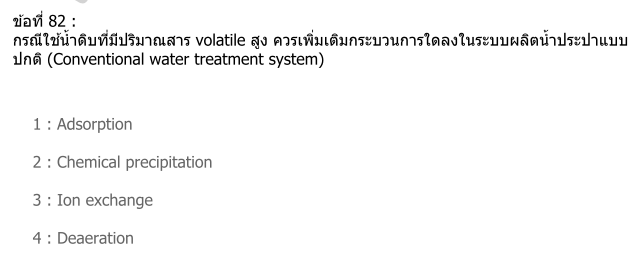 ข้อที่ 82 :
กรณีใช้น้ำดิบที่มีปริมาณสาร volatile สูง ควรเพิ่มเติมกระบวนการใดลงในระบบผลิตน้ำประปาแบบ
ปกติ (Conventional water treatment system)
1 : Adsorption
2 : Chemical precipitation
3 : Ion exchange
4 : Deaeration